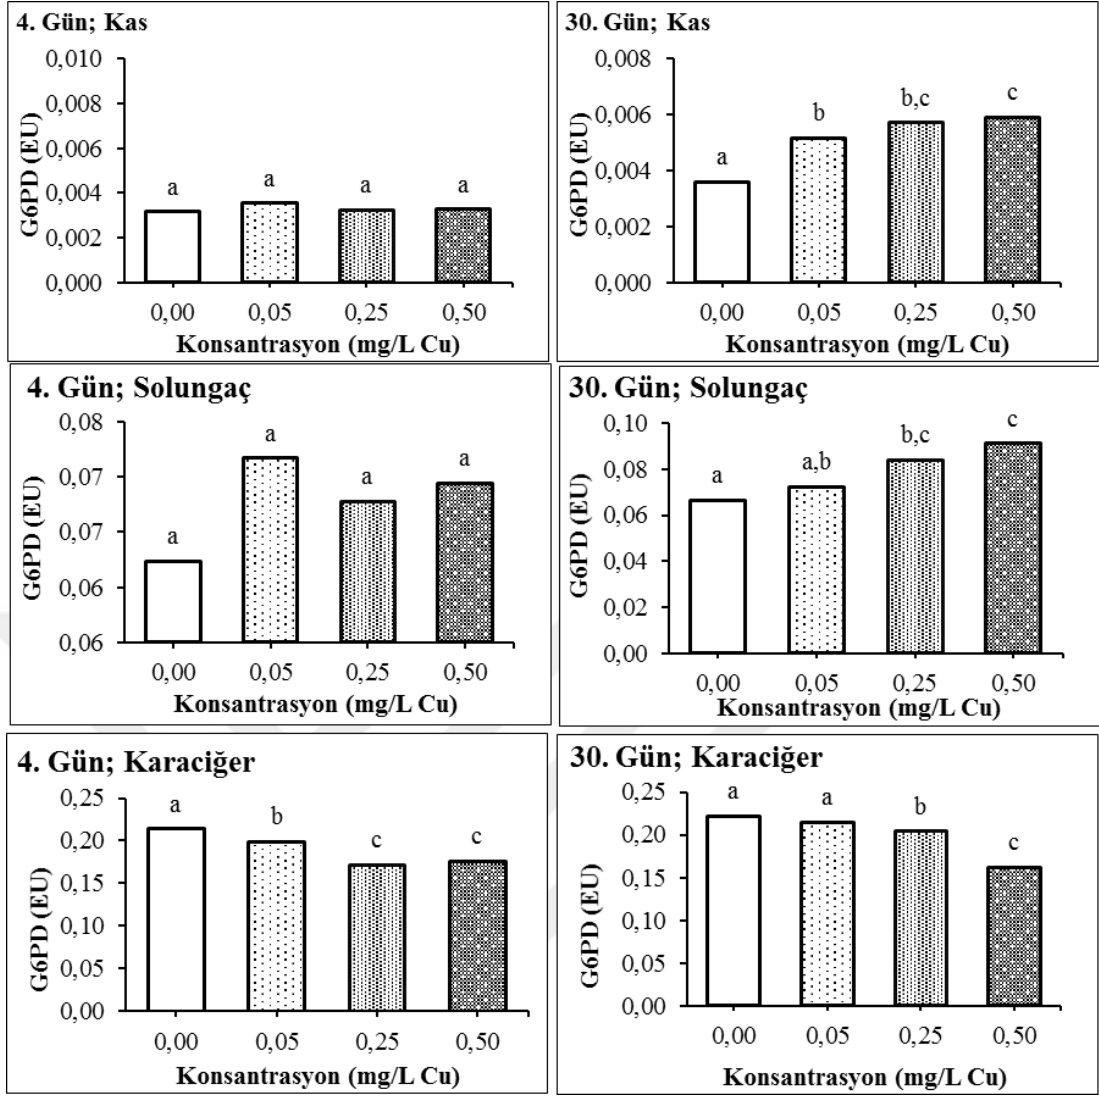 4. Gün; Kas
0,010
0,008
0,006
0,004
0,002
0,000
G6PD (EU)
a a a a
0,00 0,05 0,25 0,50
Konsantrasyon (mg/L Cu)
30. Gün; Kas
0,008
0,006
0,004
0,002
0,000
G6PD (EU)
a b b,c c
0,00 0,05 0,25 0,50
Konsantrasyon (mg/L Cu)
4. Gün; Solungaç
0,08
0,07
0,07
0,06
0,06
G6PD (EU)
a a a a
0,00 0,05 0,25 0,50
Konsantrasyon (mg/L Cu)
30. Gün; Solungaç
0,10
0,08
0,06
0,04
0,02
0,00
G6PD (EU)
a a,b b,c c
0,00 0,05 0,25 0,50
Konsantrasyon (mg/L Cu)
4. Gün; Karaciğer
0,25
0,20
0,15
0,10
0,05
0,00
G6PD (EU)
a b c c
0,00 0,05 0,25 0,50
Konsantrasyon (mg/L Cu)
30. Gün; Karaciğer
0,25
0,20
0,15
0,10
0,05
0,00
G6PD (EU)
a a b c
0,00 0,05 0,25 0,50
Konsantrasyon (mg/L Cu)